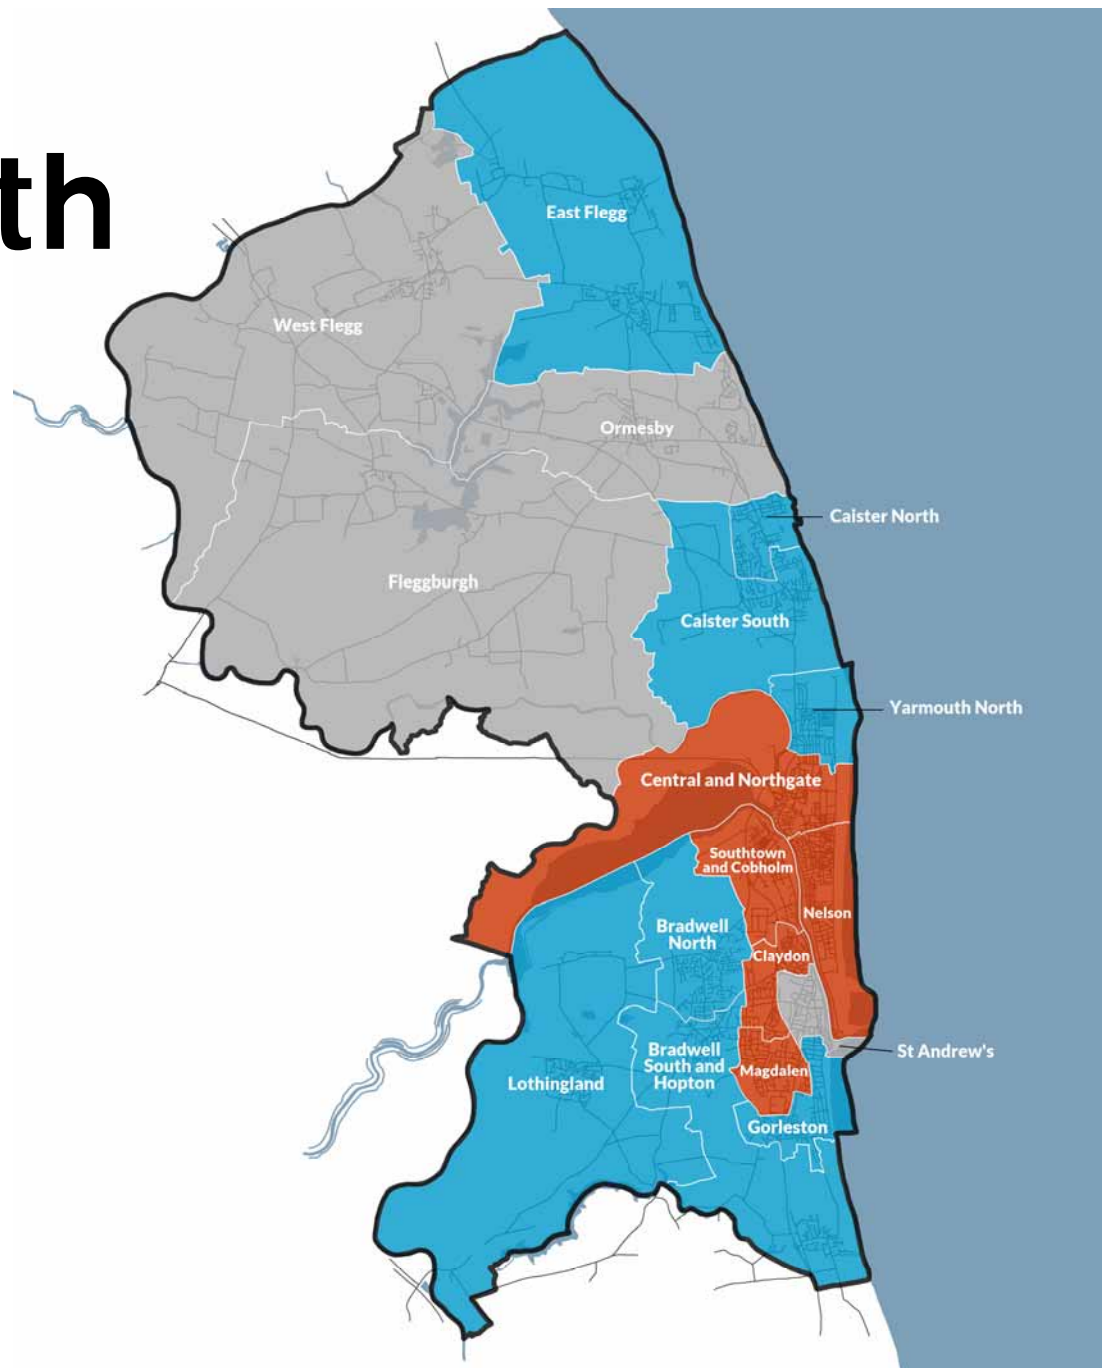 th
East Flegg
West Flegg
Ormesby
Caister North
Fleggburgh
Caister South
Yarmouth North
Central and Northgate
Southtown
and Cobholm
Nelson
Bradwell
North
Claydon
St Andrew's
Bradwell
South and
Hopton
Magdalen
Lothingland
Gorleston